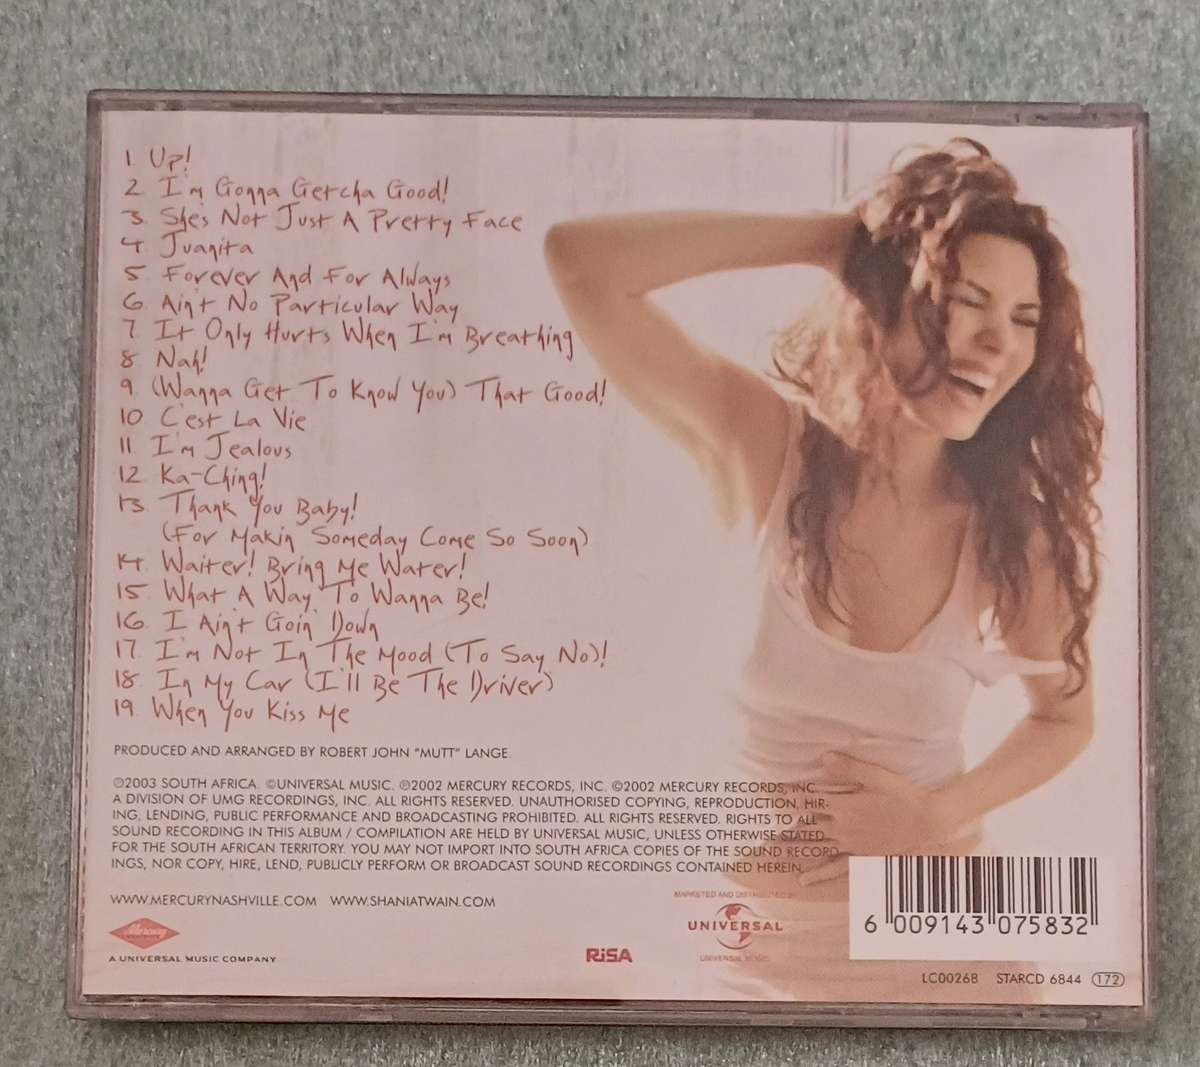 1. Up!
2. I'm Gonna Getcha Good!
3. She's Not Just A Pretty Face
4. Juanita
5. Forever And For Always
6. Ain't No Particular Way
7. It Only Hurts When I'm Breathing
8. Nah!
9. (Wanna Get To Know You) That Good!
10. C'est La Vie
11. I'm Jealous
12. Ka-Ching!
13. Thank You Baby!
(For Makin' Someday Come So Soon)
14. Waiter! Bring Me Water!
15. What A Way To Wanna Be!
16. I Ain't Goin' Down
17. I'm Not In The Mood (To Say No)!
18. In My Car (I'll Be The Driver)
19. When You Kiss Me
PRODUCED AND ARRANGED BY ROBERT JOHN "MUTT" LANGE.
℗2003 SOUTH AFRICA. ©UNIVERSAL MUSIC. ℗2002 MERCURY RECORDS, INC. ©2002 MERCURY RECORDS, INC.
A DIVISION OF UMG RECORDINGS, INC. ALL RIGHTS RESERVED. UNAUTHORISED COPYING, REPRODUCTION, HIR-
ING, LENDING, PUBLIC PERFORMANCE AND BROADCASTING PROHIBITED. ALL RIGHTS RESERVED. RIGHTS TO ALL
SOUND RECORDING IN THIS ALBUM / COMPILATION ARE HELD BY UNIVERSAL MUSIC, UNLESS OTHERWISE STATED,
FOR THE SOUTH AFRICAN TERRITORY. YOU MAY NOT IMPORT INTO SOUTH AFRICA COPIES OF THE SOUND RECORD-
INGS, NOR COPY, HIRE, LEND, PUBLICLY PERFORM OR BROADCAST SOUND RECORDINGS CONTAINED HEREIN.
WWW.MERCURYNASHVILLE.COM WWW.SHANIATWAIN.COM
Mercury
A UNIVERSAL MUSIC COMPANY
RiSA
MARKETED AND DISTRIBUTED BY
UNIVERSAL
UNIVERSAL MUSIC
6 009143 075832
LC00268 STARCD 6844 172